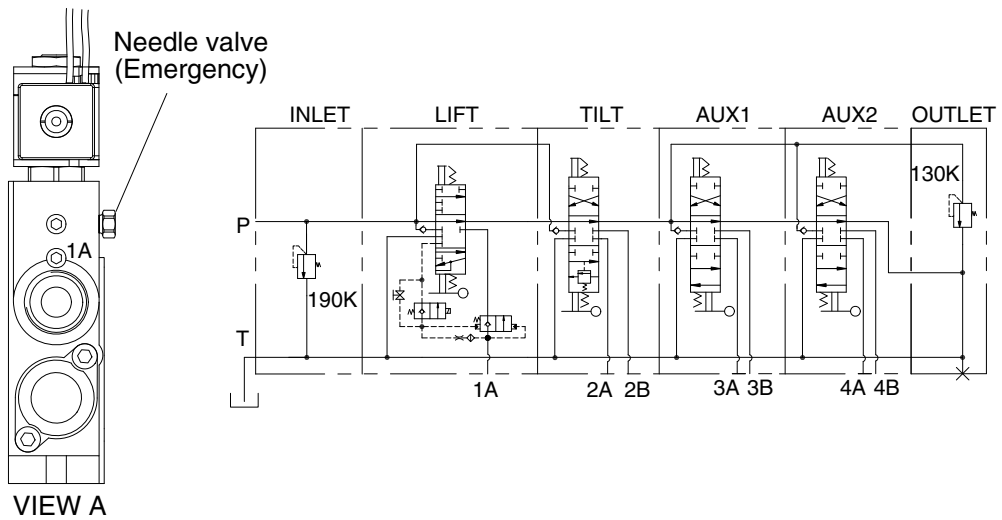 Needle valve
(Emergency)
1A
VIEW A
INLET LIFT TILT AUX1 AUX2 OUTLET
130K
P
190K
T
1A 2A 2B 3A 3B 4A 4B